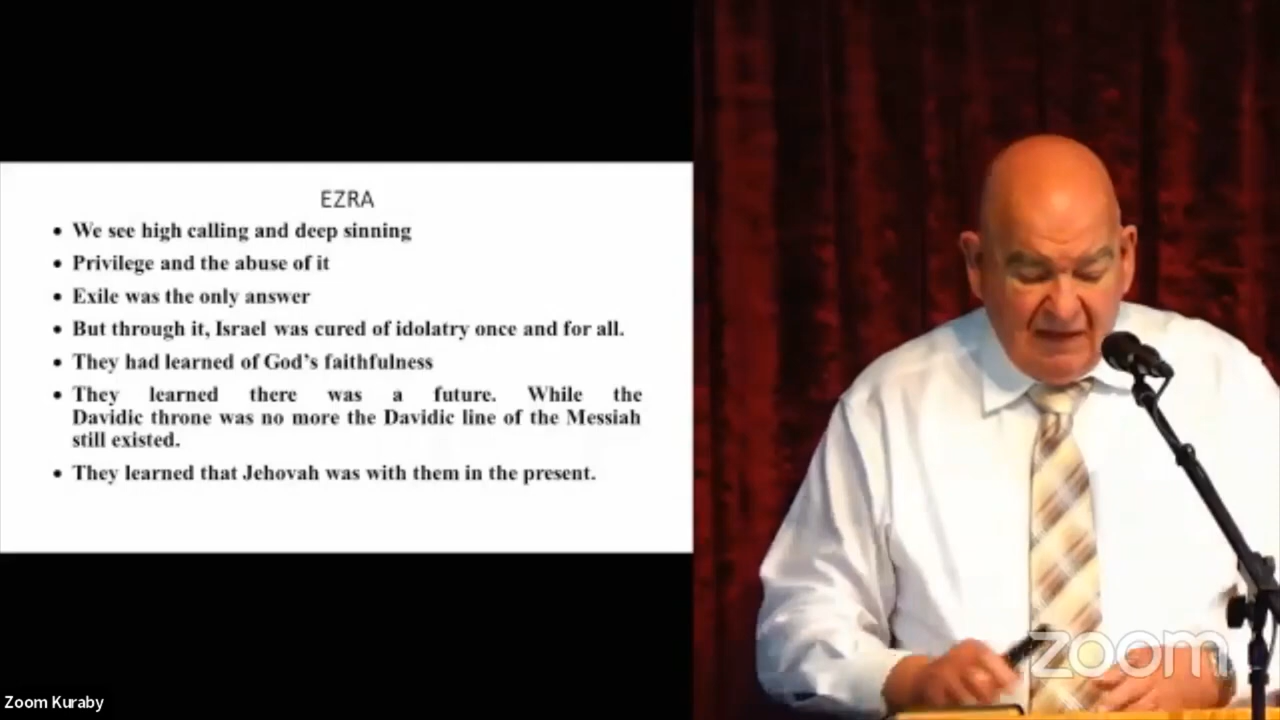 EZRA
• We see high calling and deep sinning
• Privilege and the abuse of it
• Exile was the only answer
• But through it, Israel was cured of idolatry once and for all.
• They had learned of God's faithfulness
• They learned there was a future. While the
Davidic throne was no more the Davidic line of the Messiah
still existed.
• They learned that Jehovah was with them in the present.
zoom
Zoom Kuraby